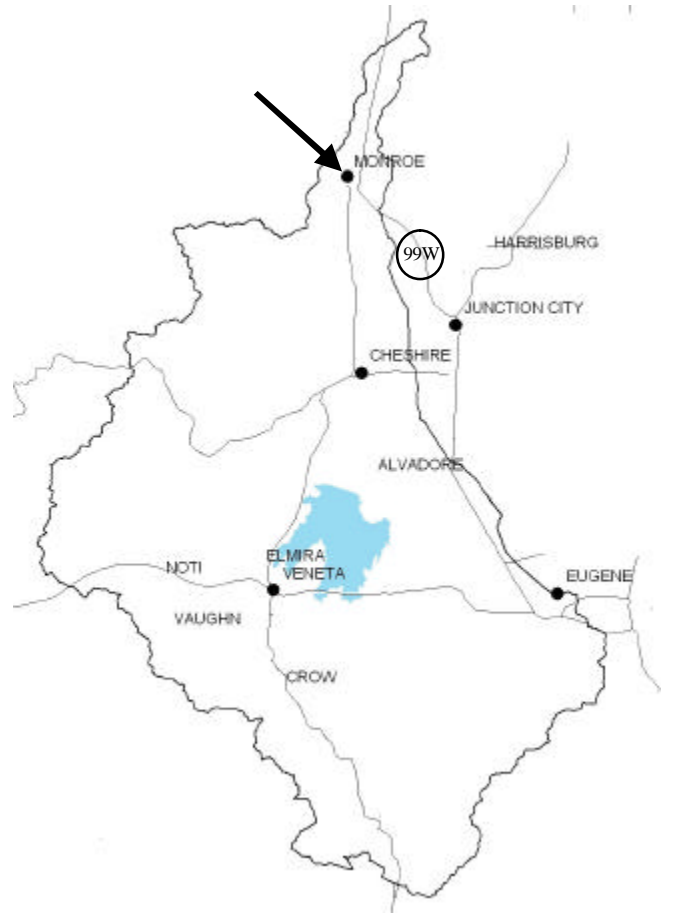 MONROE
HARRISBURG
99W
JUNCTION CITY
CHESHIRE
ALVADORE
ELMIRA
NOTI
VENETA
EUGENE
VAUGHN
CROW